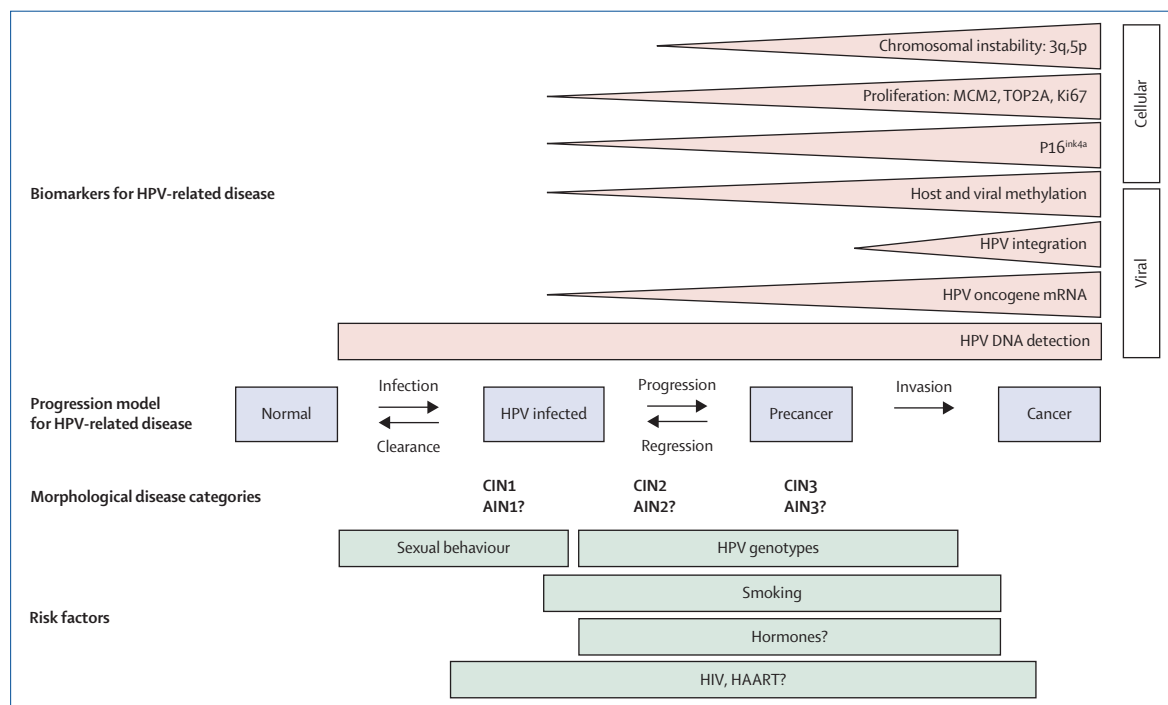 Chromosomal instability: 3q,5p
Proliferation: MCM2, TOP2A, Ki67
P16ink4a
Cellular
Biomarkers for HPV-related disease
Host and viral methylation
HPV integration
HPV oncogene mRNA
HPV DNA detection
Viral
Progression model
for HPV-related disease
Normal
Infection
Clearance
HPV infected
Progression
Regression
Precancer
Invasion
Cancer
Morphological disease categories
CIN1
AIN1?
CIN2
AIN2?
CIN3
AIN3?
Risk factors
Sexual behaviour
HPV genotypes
Smoking
Hormones?
HIV, HAART?